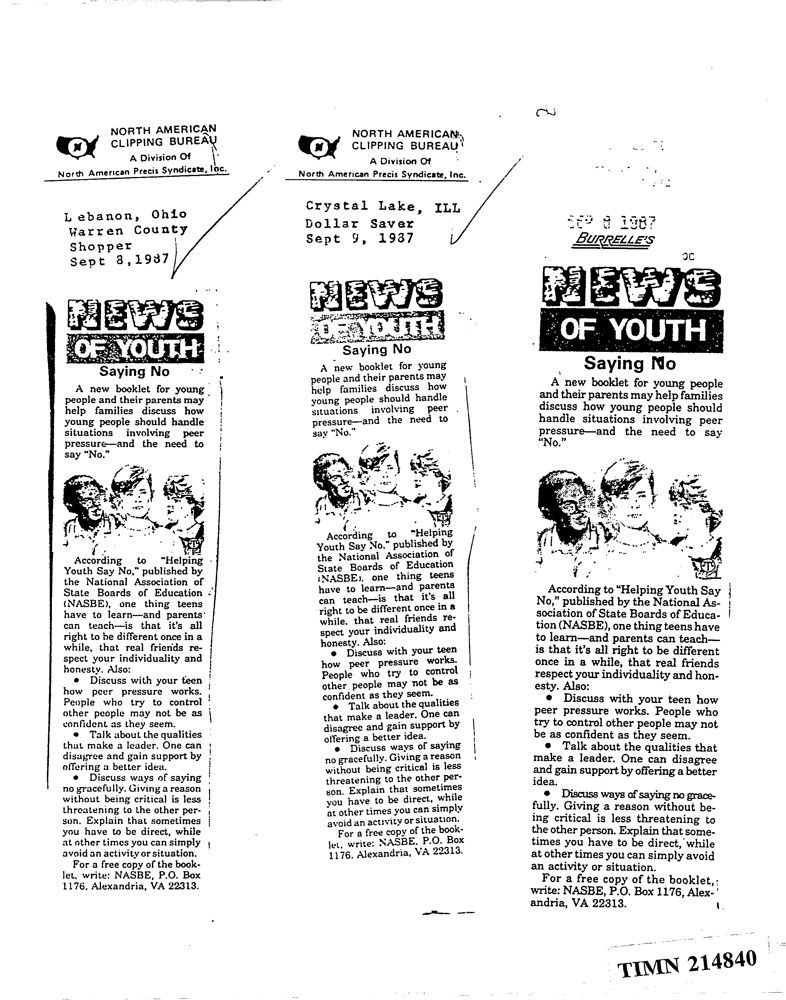 NORTH AMERICAN
CLIPPING BUREAU
A Division Of
North American Precis Syndicate, Inc.
Lebanon, Ohio
Warren County
Shopper
Sept 8,1987
NEWS
OF YOUTH
Saying No
A new booklet for young
people and their parents may
help families discuss how
young people should handle
situations involving peer
pressure—and the need to
say "No."
According to "Helping
Youth Say No," published by
the National Association of
State Boards of Education
(NASBE), one thing teens
have to learn—and parents
can teach—is that it's all
right to be different once in a
while, that real friends re-
spect your individuality and
honesty. Also:
• Discuss with your teen
how peer pressure works.
People who try to control
other people may not be as
confident as they seem.
• Talk about the qualities
that make a leader. One can
disagree and gain support by
offering a better idea.
• Discuss ways of saying
no gracefully. Giving a reason
without being critical is less
threatening to the other per-
son. Explain that sometimes
you have to be direct, while
at other times you can simply
avoid an activity or situation.
For a free copy of the book-
let, write: NASBE, P.O. Box
1176, Alexandria, VA 22313.
NORTH AMERICAN
CLIPPING BUREAU
A Division Of
North American Precis Syndicate, Inc.
Crystal Lake, ILL
Dollar Saver
Sept 9, 1987
NEWS
OF YOUTH
Saying No
A new booklet for young
people and their parents may
help families discuss how
young people should handle
situations involving peer
pressure—and the need to
say "No."
According to "Helping
Youth Say No," published by
the National Association of
State Boards of Education
(NASBE), one thing teens
have to learn—and parents
can teach—is that it's all
right to be different once in a
while, that real friends re-
spect your individuality and
honesty. Also:
• Discuss with your teen
how peer pressure works.
People who try to control
other people may not be as
confident as they seem.
• Talk about the qualities
that make a leader. One can
disagree and gain support by
offering a better idea.
• Discuss ways of saying
no gracefully. Giving a reason
without being critical is less
threatening to the other per-
son. Explain that sometimes
you have to be direct, while
at other times you can simply
avoid an activity or situation.
For a free copy of the book-
let, write: NASBE, P.O. Box
1176, Alexandria, VA 22313.
SEP 8 1987
BURRELLE'S
NEWS
OF YOUTH
Saying No
A new booklet for young people
and their parents may help families
discuss how young people should
handle situations involving peer
pressure—and the need to say
"No."
According to "Helping Youth Say
No," published by the National As-
sociation of State Boards of Educa-
tion (NASBE), one thing teens have
to learn—and parents can teach—
is that it's all right to be different
once in a while, that real friends
respect your individuality and hon-
esty. Also:
• Discuss with your teen how
peer pressure works. People who
try to control other people may not
be as confident as they seem.
• Talk about the qualities that
make a leader. One can disagree
and gain support by offering a better
idea.
• Discuss ways of saying no grace-
fully. Giving a reason without be-
ing critical is less threatening to
the other person. Explain that some-
times you have to be direct, while
at other times you can simply avoid
an activity or situation.
For a free copy of the booklet,
write: NASBE, P.O. Box 1176, Alex-
andria, VA 22313.
TIMN 214840